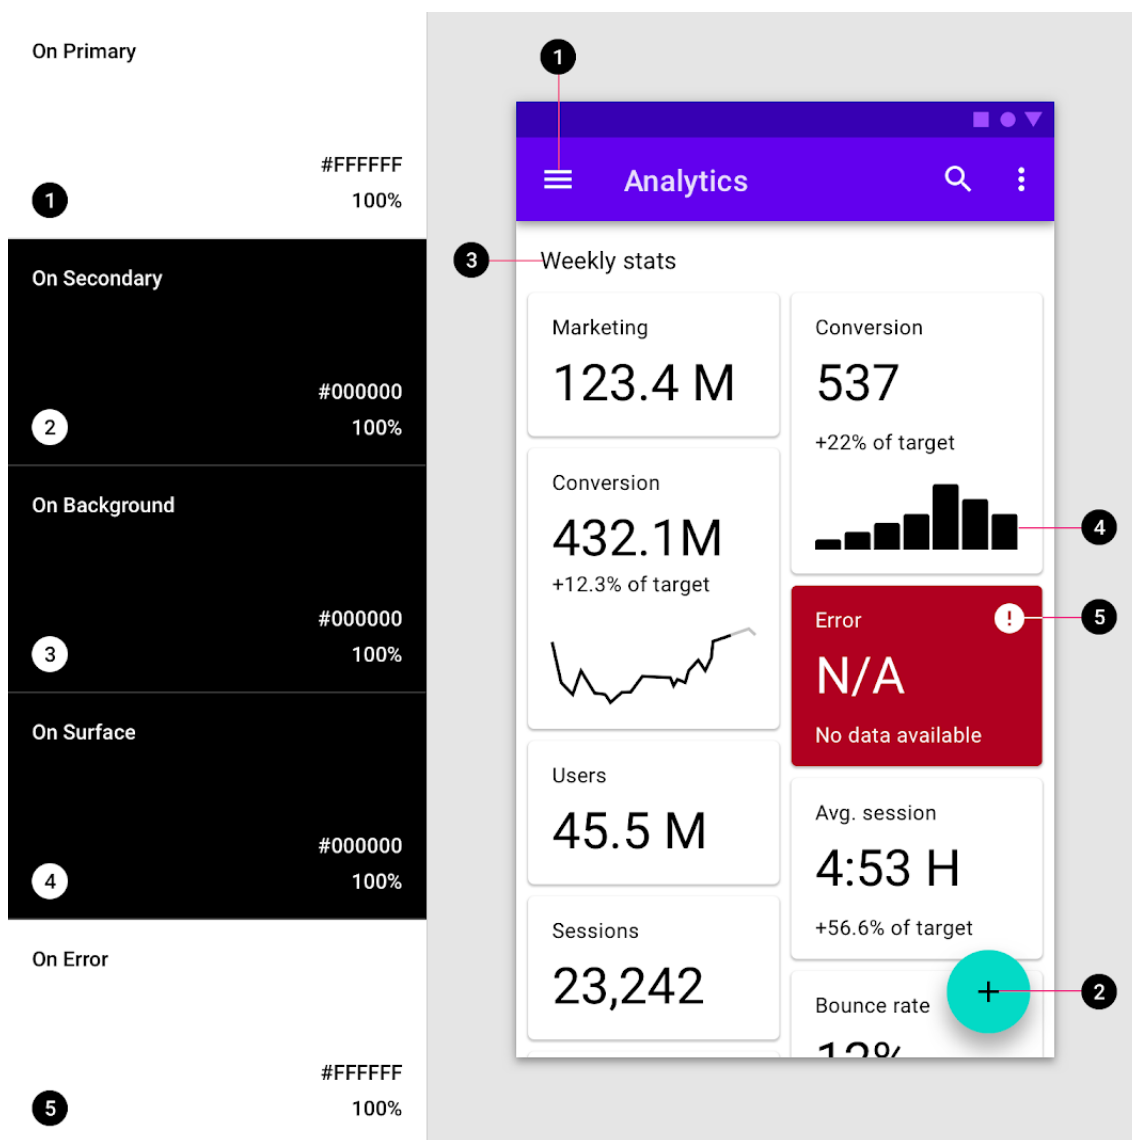 On Primary
#FFFFFF
1
100%
On Secondary
#000000
2
100%
On Background
#000000
3
100%
On Surface
#000000
4
100%
On Error
#FFFFFF
5
100%
1
Analytics
3
Weekly stats
Marketing
123.4 M
Conversion
432.1M
+12.3% of target
Users
45.5 M
Sessions
23,242
Conversion
537
+22% of target
4
Error
!
5
N/A
No data available
Avg. session
4:53 H
+56.6% of target
+
2
Bounce rate
12%